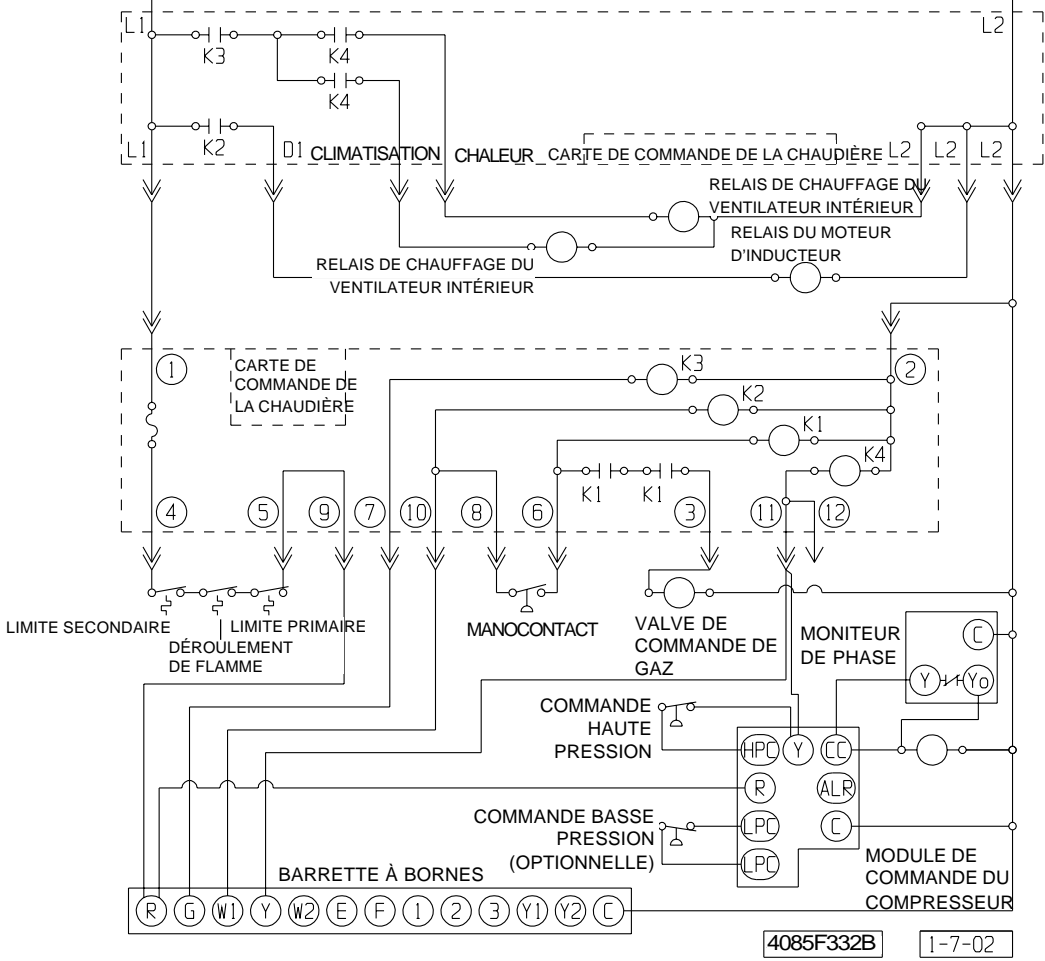 L1
L2
K3
K4
K4
K2
L1
D1
CLIMATISATION
CHALEUR
CARTE DE COMMANDE DE LA CHAUDIÈRE
L2
L2
L2
RELAIS DE CHAUFFAGE DU
VENTILATEUR INTÉRIEUR
RELAIS DU MOTEUR
D'INDUCTEUR
RELAIS DE CHAUFFAGE DU
VENTILATEUR INTÉRIEUR
1
CARTE DE
COMMANDE DE
LA CHAUDIÈRE
K3
2
K2
K1
K4
K1
K1
4
5
9
7
10
8
6
3
11
12
LIMITE SECONDAIRE
DÉROULEMENT
DE FLAMME
LIMITE PRIMAIRE
MANOCONTACT
VALVE DE
COMMANDE DE
GAZ
MONITEUR
DE PHASE
C
Y
Yo
COMMANDE
HAUTE
PRESSION
HPC
Y
CC
R
ALR
COMMANDE BASSE
PRESSION
(OPTIONNELLE)
LPC
C
LPC
MODULE DE
COMMANDE DU
COMPRESSEUR
BARRETTE À BORNES
R
G
W1
Y
W2
E
F
1
2
3
Y1
Y2
C
4085F332B
1-7-02